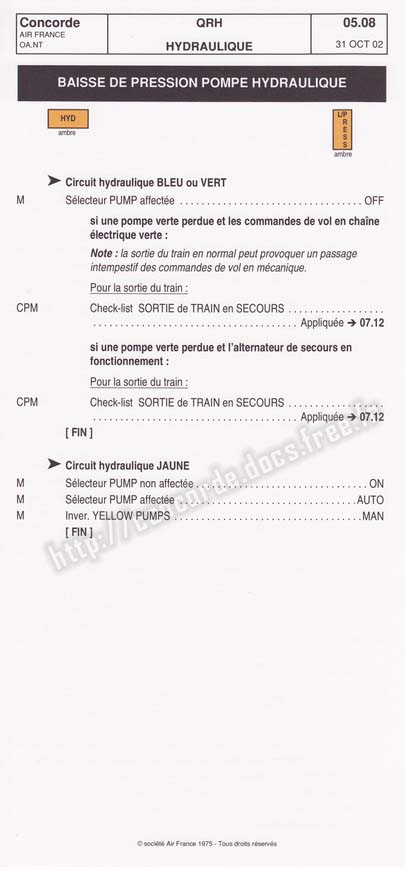 Concorde QRH 05.08
AIR FRANCE
OA.NT HYDRAULIQUE 31 OCT 02
BAISSE DE PRESSION POMPE HYDRAULIQUE
HYD
ambre
L/P
R
E
S
S
ambre
➤ Circuit hydraulique BLEU ou VERT
M Sélecteur PUMP affectée . . . . . . . . . . . . . . . . . . . . . . . . . . . . . . . . . . OFF
si une pompe verte perdue et les commandes de vol en chaîne
électrique verte :
Note : la sortie du train en normal peut provoquer un passage
intempestif des commandes de vol en mécanique.
Pour la sortie du train :
CPM Check-list SORTIE de TRAIN en SECOURS . . . . . . . . . . . . . . . . . .
. . . . . . . . . . . . . . . . . . . . . . . . . . . . . . . . . . . . . . . Appliquée ➔ 07.12
si une pompe verte perdue et l'alternateur de secours en
fonctionnement :
Pour la sortie du train :
CPM Check-list SORTIE de TRAIN en SECOURS . . . . . . . . . . . . . . . . . .
. . . . . . . . . . . . . . . . . . . . . . . . . . . . . . . . . . . . . . . Appliquée ➔ 07.12
[ FIN ]
➤ Circuit hydraulique JAUNE
M Sélecteur PUMP non affectée . . . . . . . . . . . . . . . . . . . . . . . . . . . . . . . ON
M Sélecteur PUMP affectée . . . . . . . . . . . . . . . . . . . . . . . . . . . . . . . . .AUTO
M Inver. YELLOW PUMPS . . . . . . . . . . . . . . . . . . . . . . . . . . . . . . . . . .MAN
[ FIN ]
http://concorde.docs.free.fr
© société Air France 1975 - Tous droits réservés